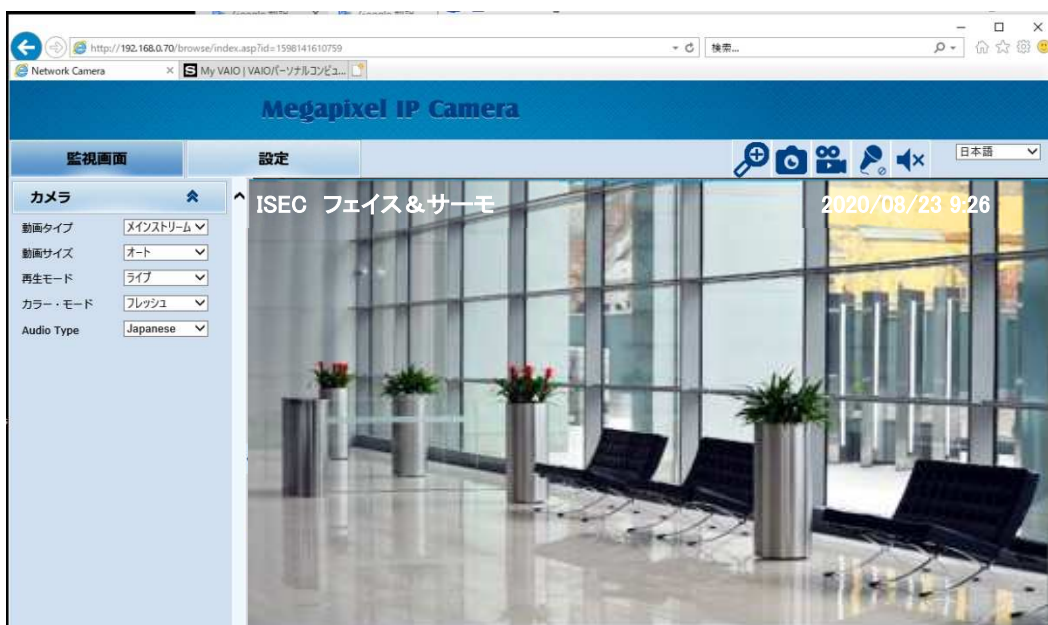 http://192.168.0.70/browse/index.asp?id=1598141610759
検索...
Network Camera
My VAIO | VAIO(パーソナルコンピュ...
Megapixel IP Camera
監視画面
設定
日本語
カメラ
動画タイプ
メインストリーム
動画サイズ
オート
再生モード
ライブ
カラー・モード
フレッシュ
Audio Type
Japanese
ISEC フェイス&サーモ
2020/08/23 9:26